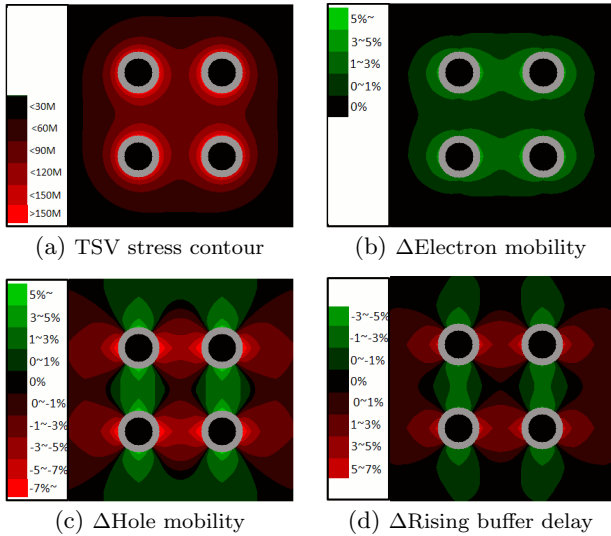 <30M
<60M
<90M
<120M
<150M
>150M
(a) TSV stress contour
5%~
3~5%
1~3%
0~1%
0%
(b) ΔElectron mobility
5%~
3~5%
1~3%
0~1%
0%
0~-1%
-1~-3%
-3~-5%
-5~-7%
-7%~
(c) ΔHole mobility
-3~-5%
-1~-3%
0~-1%
0%
0~1%
1~3%
3~5%
5~7%
(d) ΔRising buffer delay